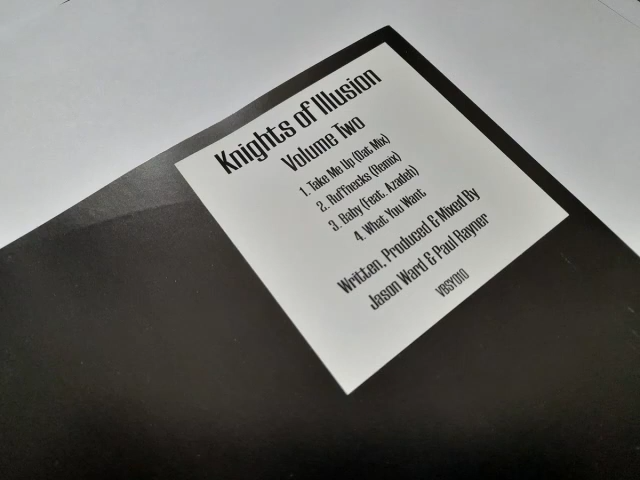 Knights of Illusion
Volume Two
1. Take Me Up (Dat Mix)
2. Ruffnecks (Remix)
3. Baby (Feat. Azadeh)
4. What You Want
Written, Produced & Mixed By
Jason Ward & Paul Rayner
VBSY010